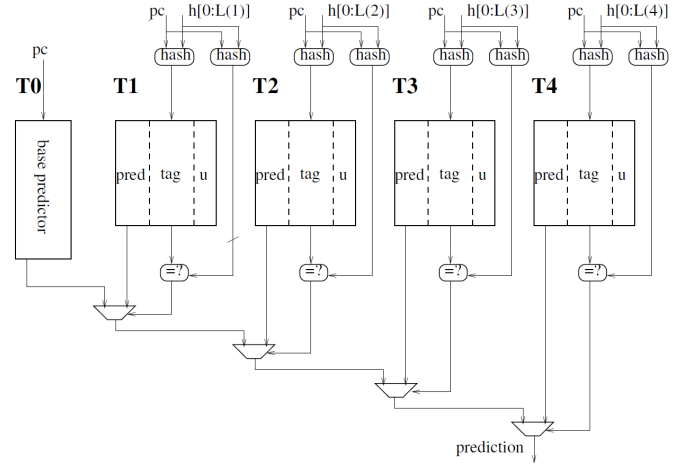 pc h[0:L(1)] pc h[0:L(2)] pc h[0:L(3)] pc h[0:L(4)]
pc hash hash hash hash hash hash hash hash
T0 T1 T2 T3 T4
base predictor
pred tag u pred tag u pred tag u pred tag u
=? =? =? =?
prediction